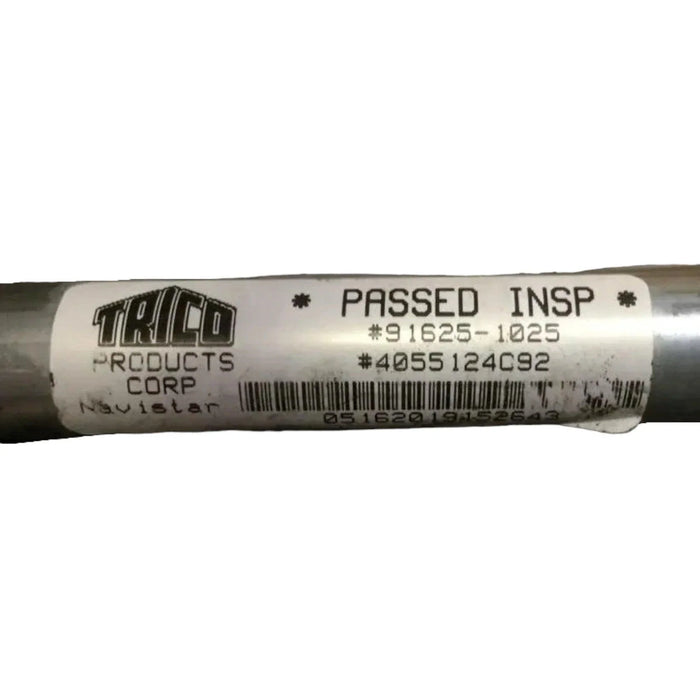 TRICO
PRODUCTS
CORP
Navistar
* PASSED INSP *
#91625-1025
#4055124C92
05162019152643